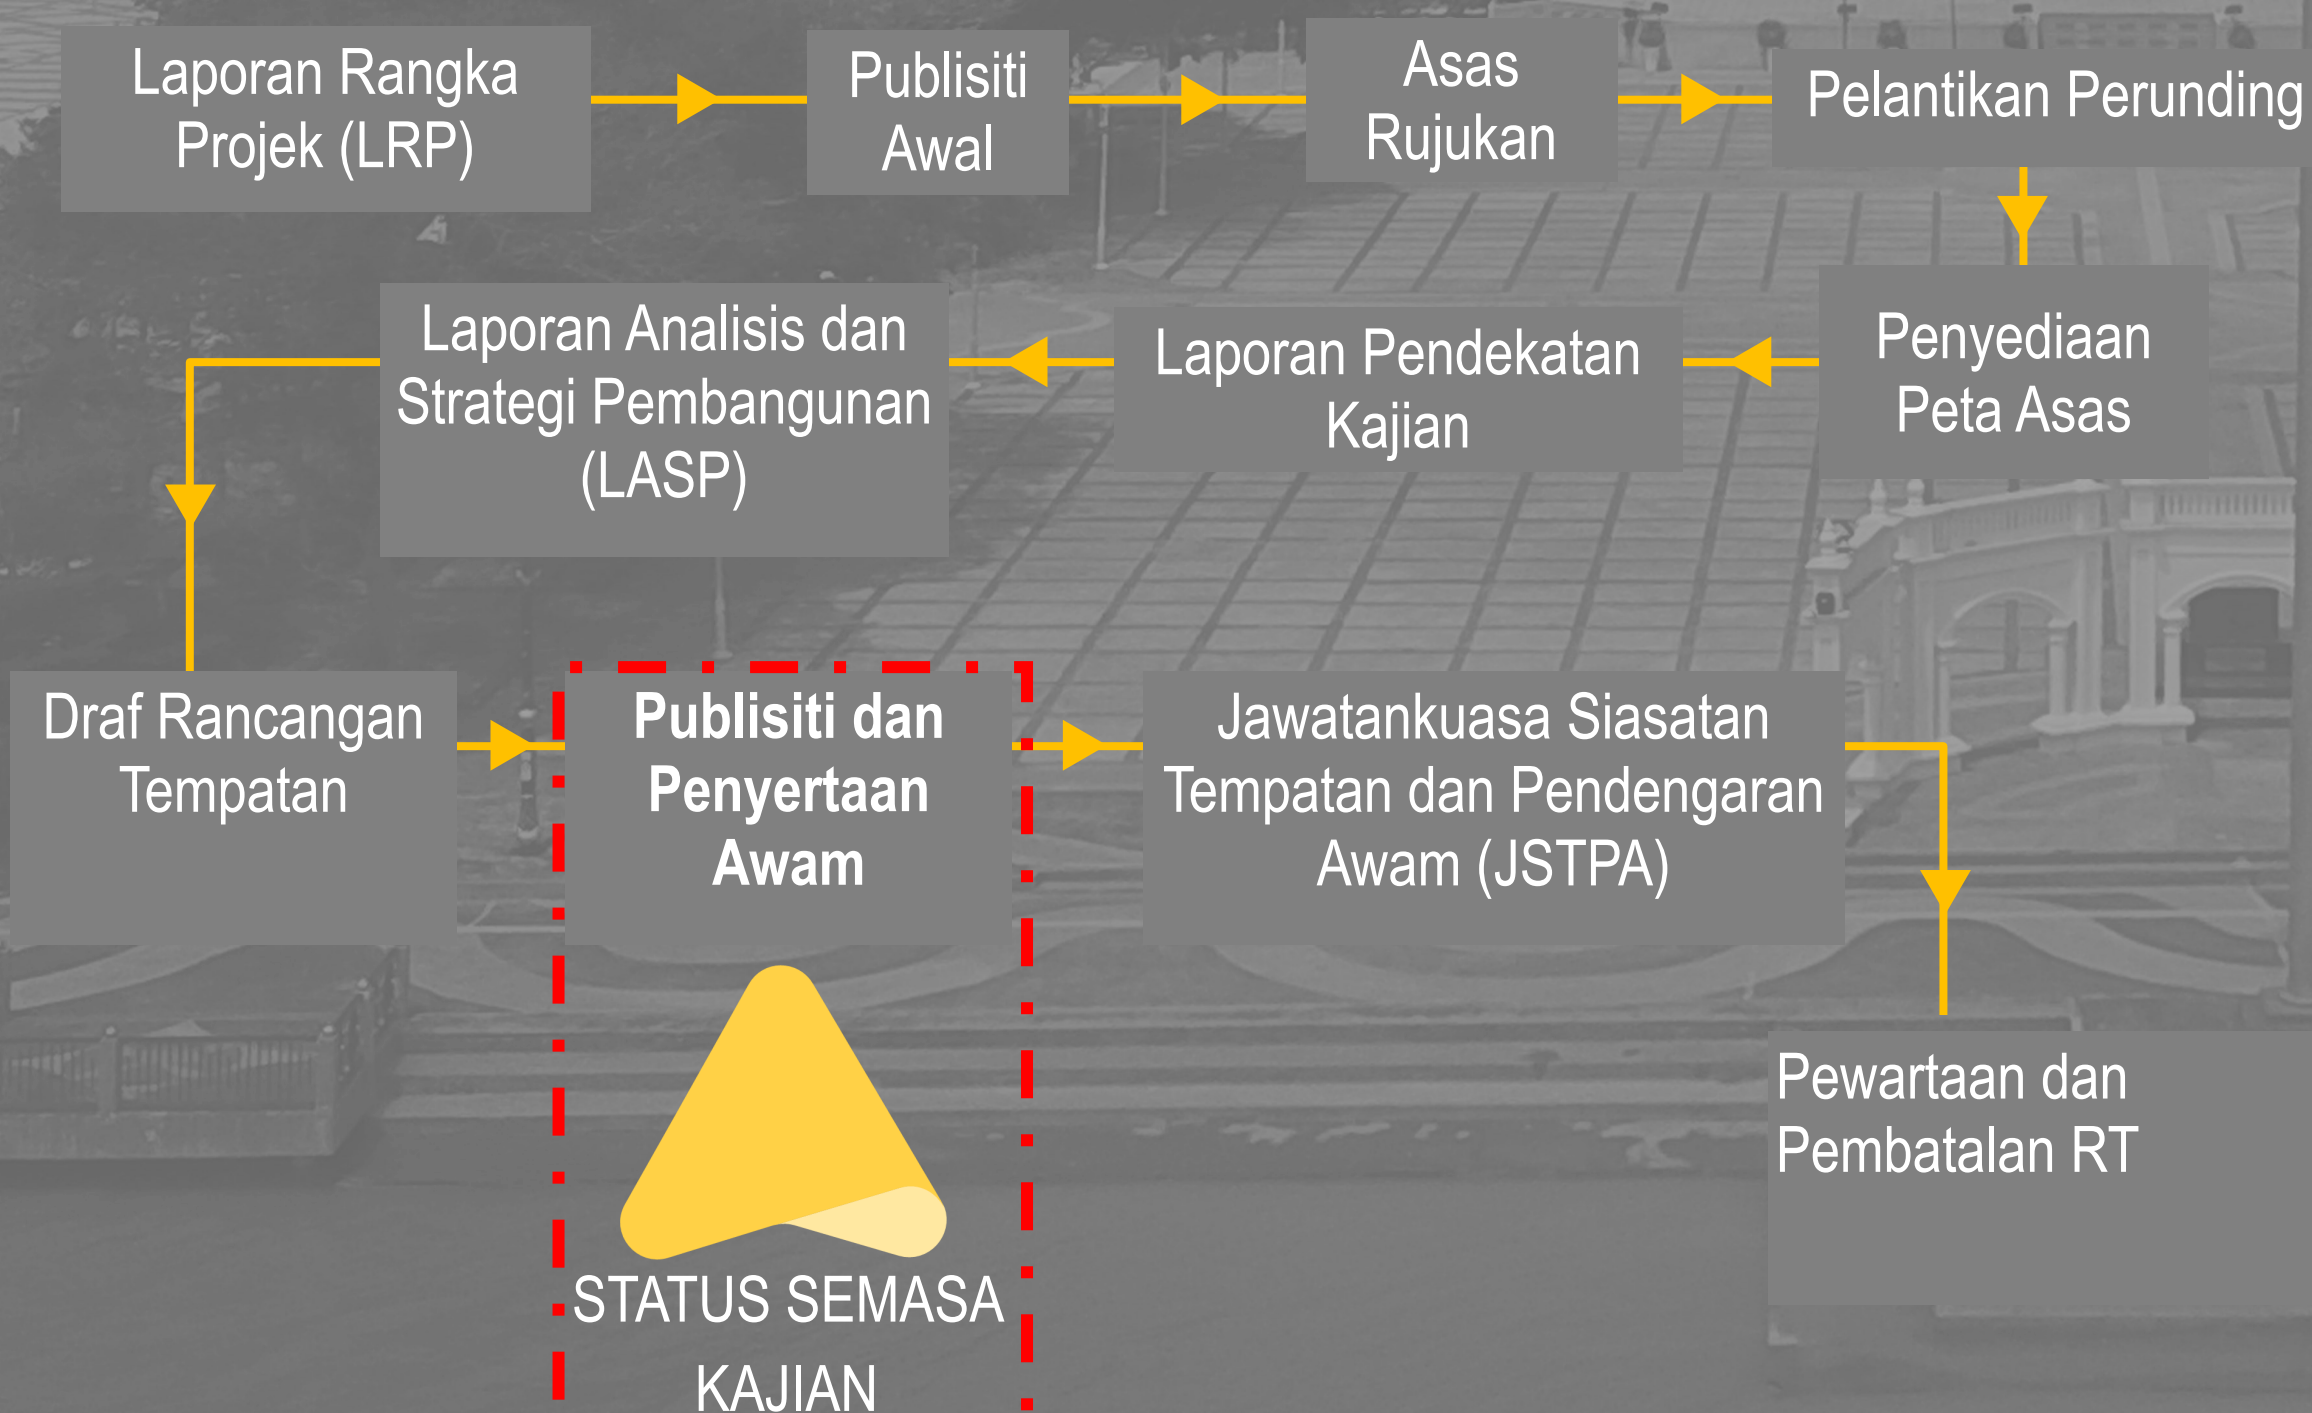 Laporan Rangka
Projek (LRP)
Publisiti
Awal
Asas
Rujukan
Pelantikan Perunding
Penyediaan
Peta Asas
Laporan Pendekatan
Kajian
Laporan Analisis dan
Strategi Pembangunan
(LASP)
Draf Rancangan
Tempatan
Publisiti dan
Penyertaan
Awam
Jawatankuasa Siasatan
Tempatan dan Pendengaran
Awam (JSTPA)
Pewartaan dan
Pembatalan RT
STATUS SEMASA
KAJIAN